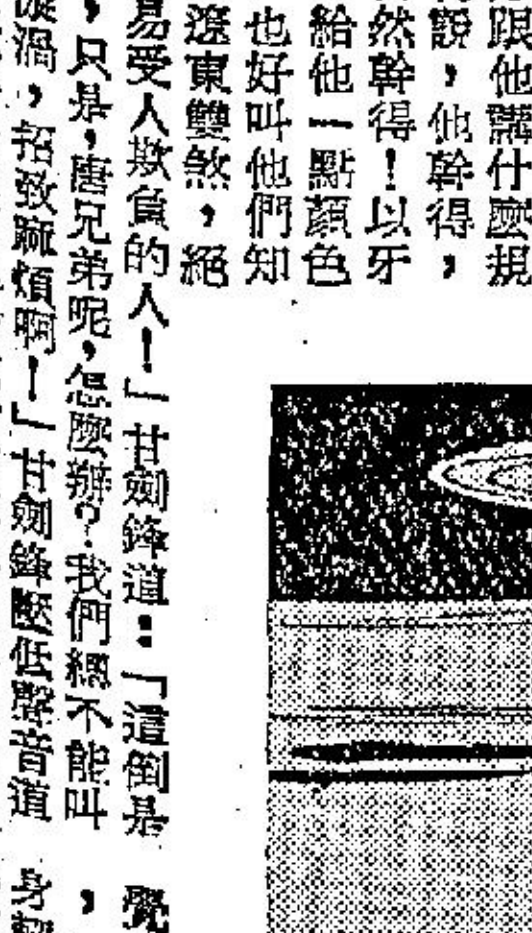 跟他講什麼規
說，他幹得，
然幹得！以牙
給他一點顏色
也好叫他們知
遼東雙煞，絕
易受人欺負的人！」甘劍鋒道：「這倒是
，只是，唐兄弟呢，怎麼辦？我們總不能叫
漩渦，招致麻煩啊！」甘劍鋒壓低聲音道
覺
，
身